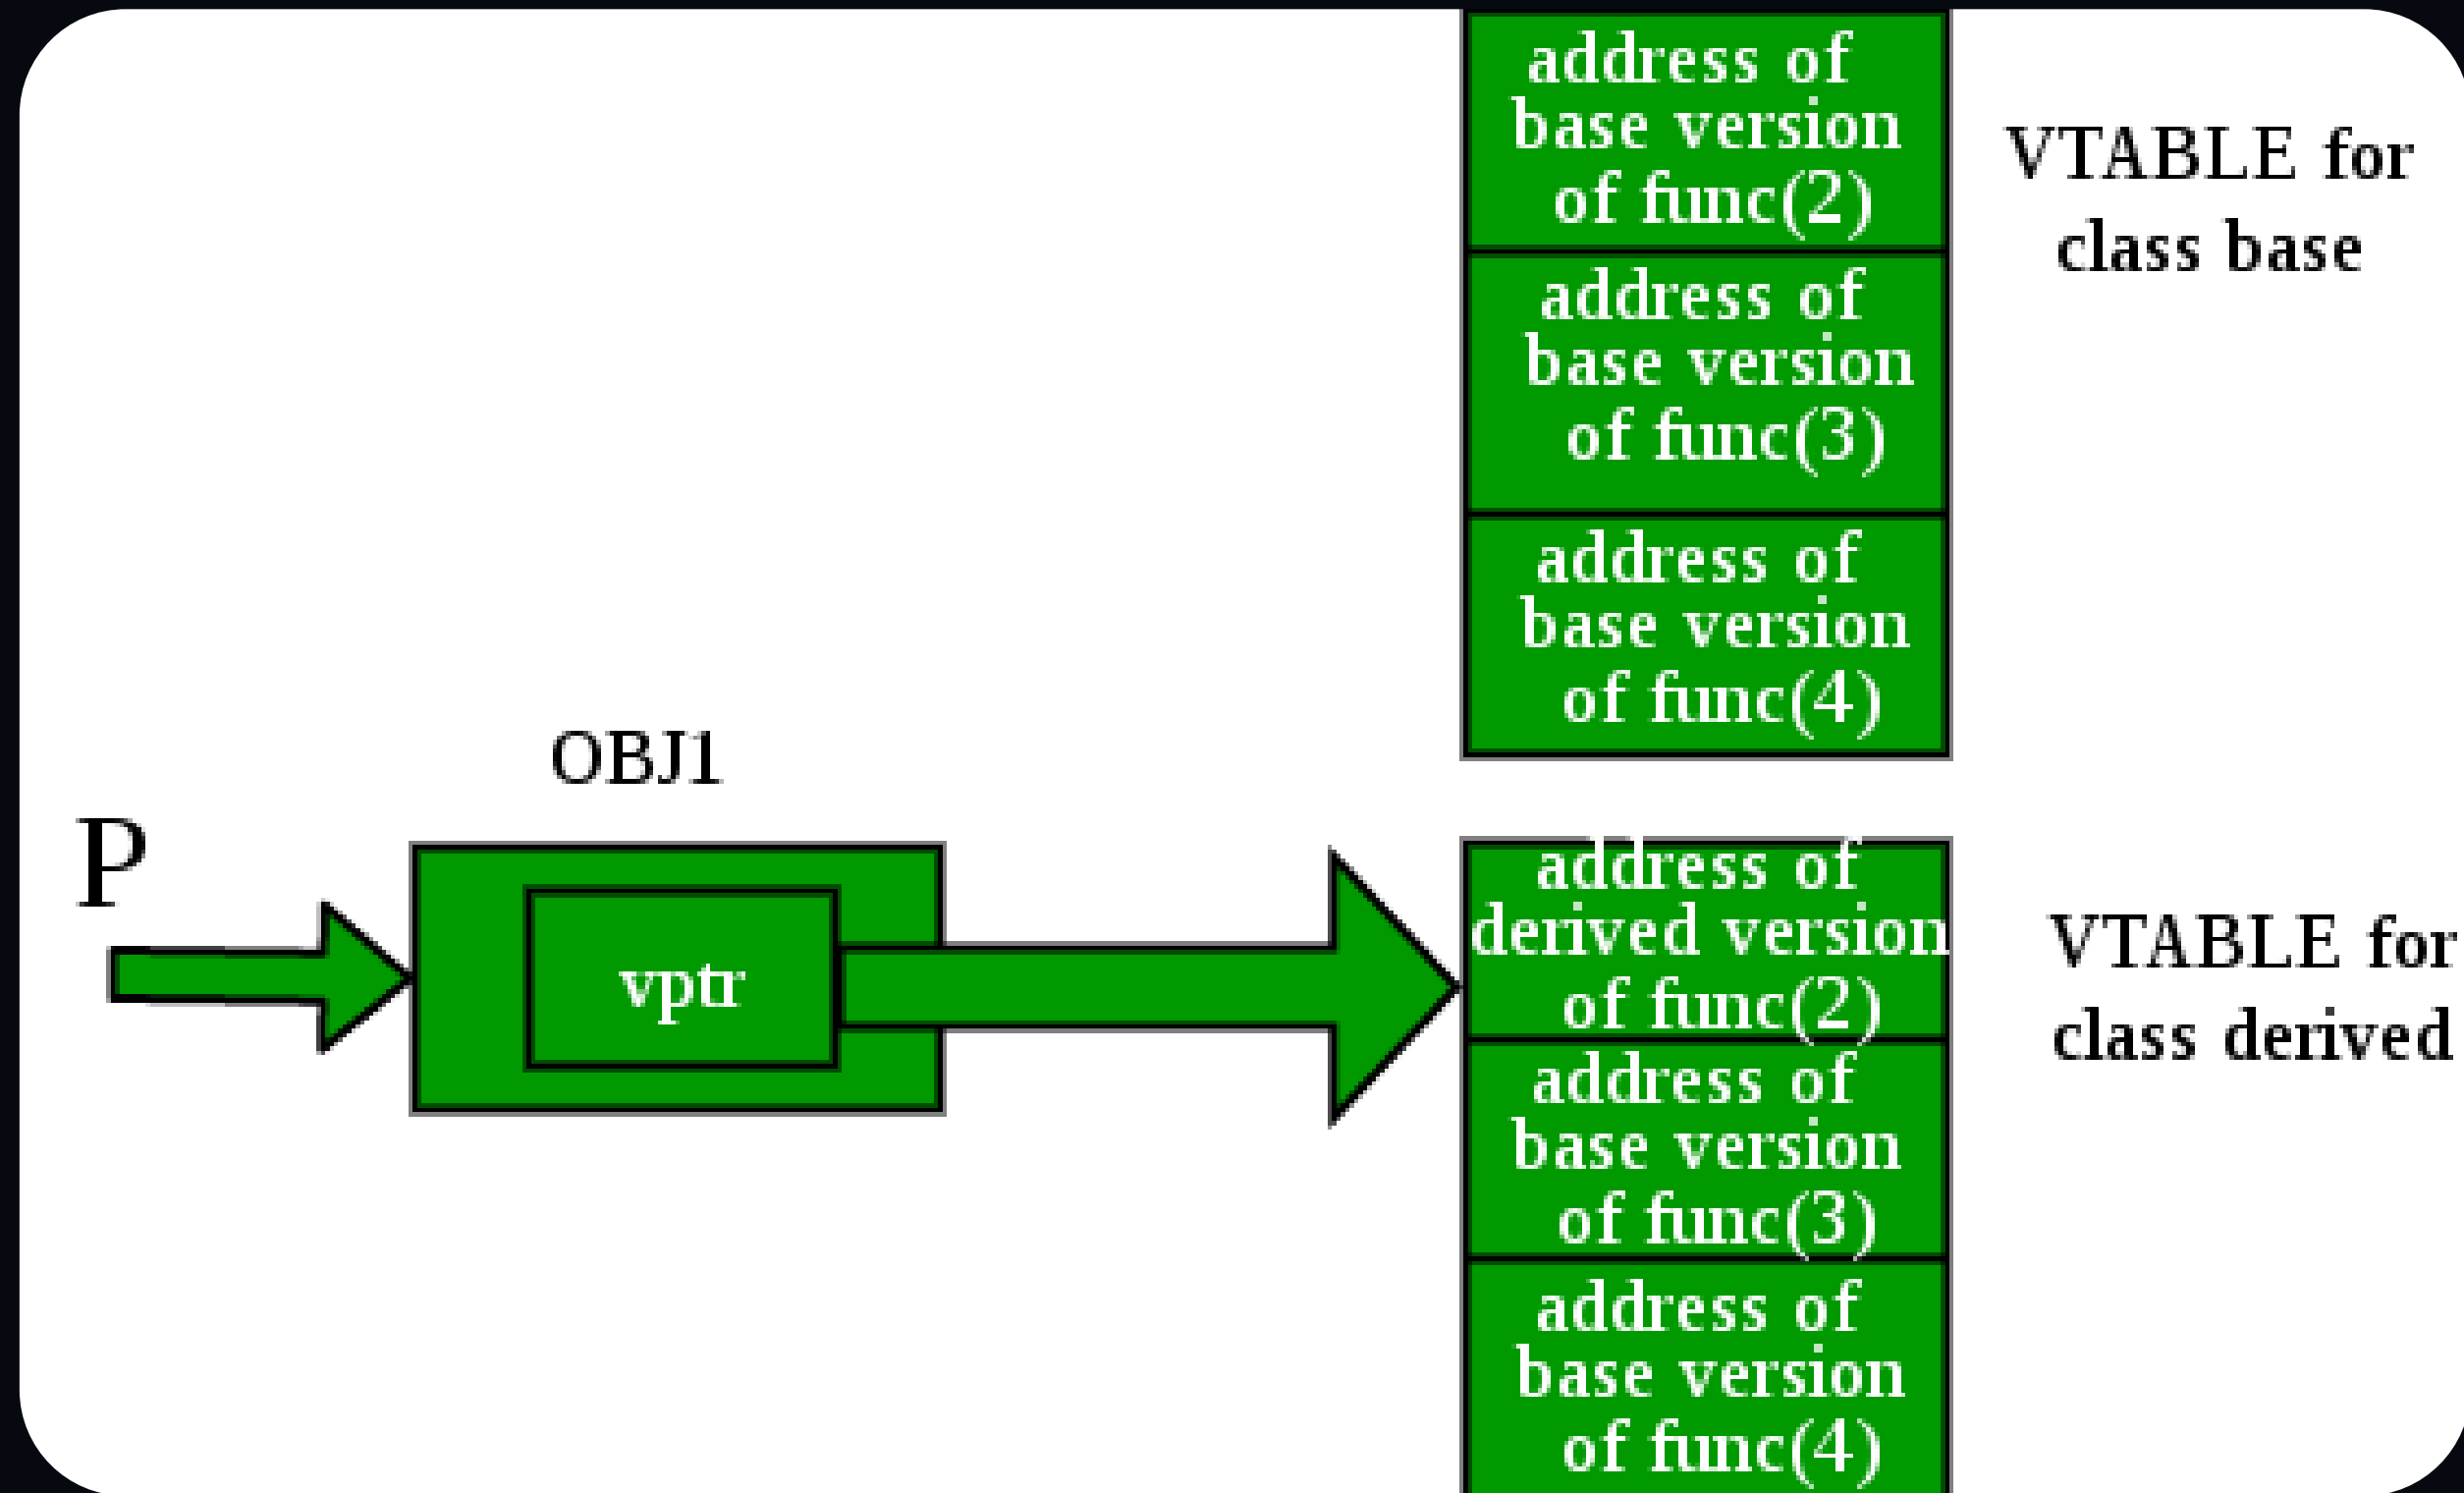 address of
base version
of func(2)
VTABLE for
class base
address of
base version
of func(3)
address of
base version
of func(4)
OBJ1
P
vptr
address of
derived version
of func(2)
VTABLE for
class derived
address of
base version
of func(3)
address of
base version
of func(4)